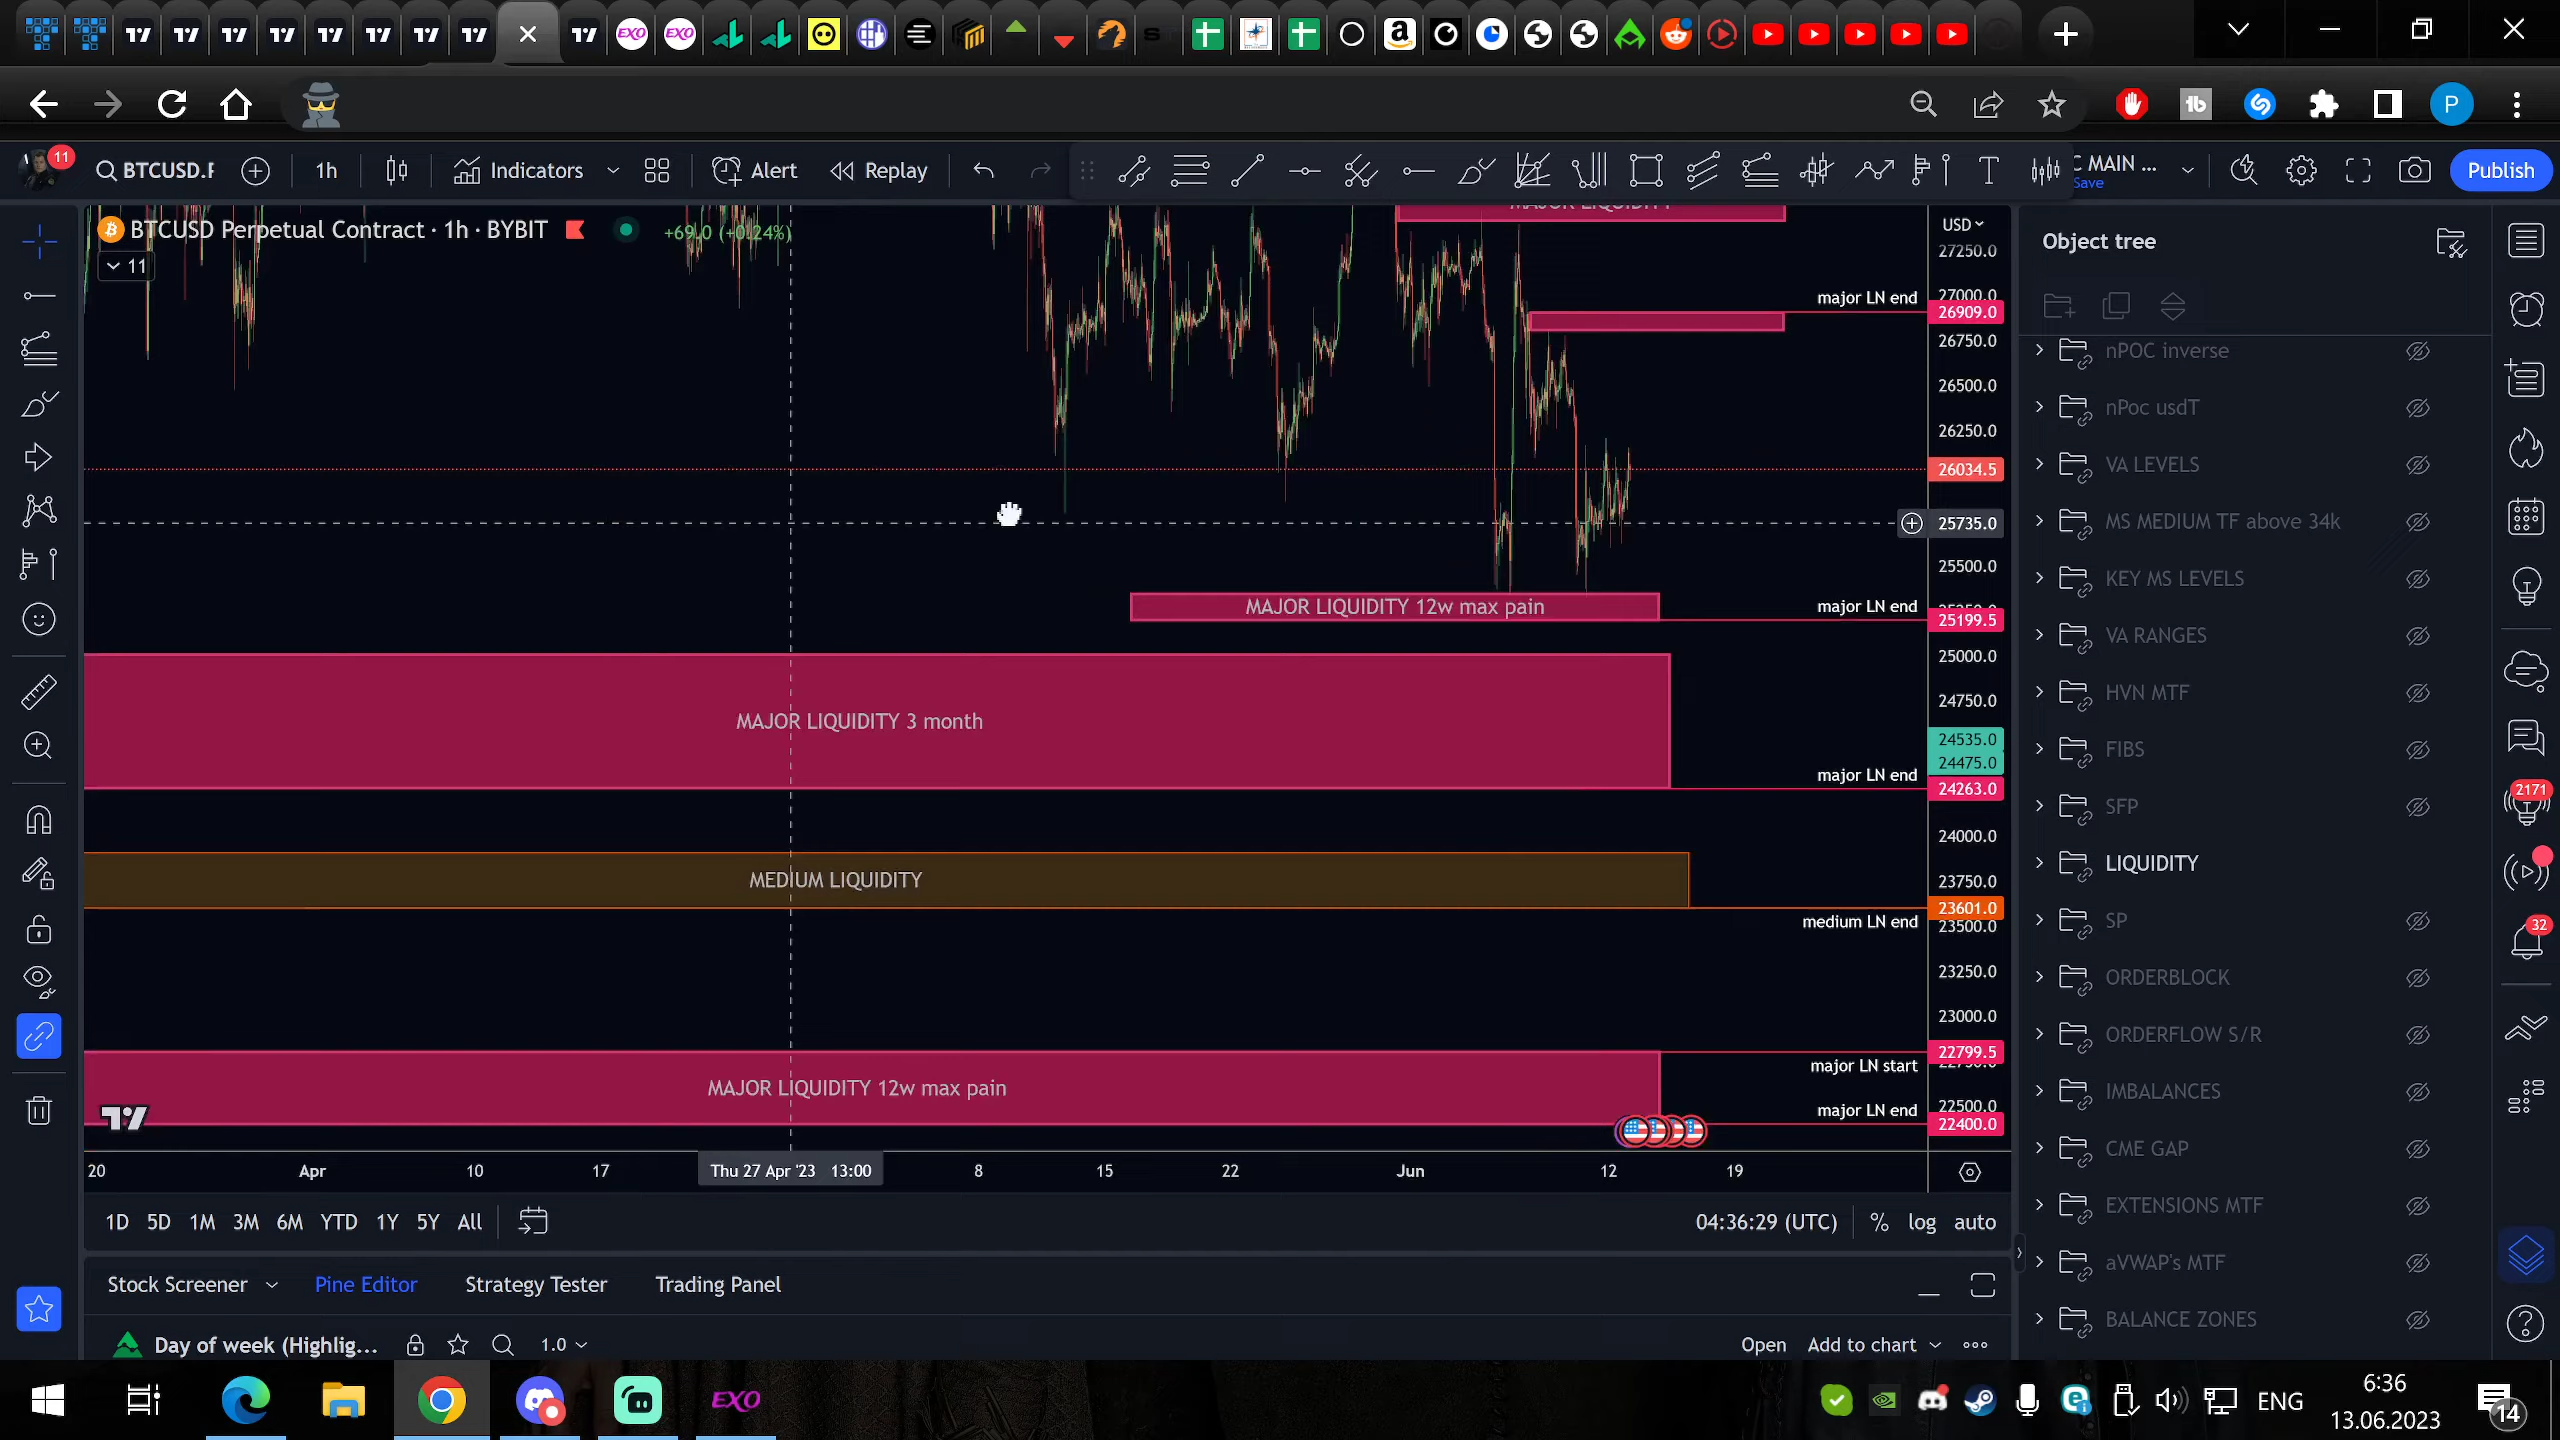 11
BTCUSD.F
1h
Indicators
Alert
Replay
C MAIN ...
Save
Publish
BTCUSD Perpetual Contract · 1h · BYBIT
+69.0 (+0.24%)
11
MAJOR LIQUIDITY
USD
27250.0
27000.0
major LN end
26909.0
26750.0
26500.0
26250.0
26034.5
25735.0
25500.0
MAJOR LIQUIDITY 12w max pain
major LN end
25199.5
25000.0
MAJOR LIQUIDITY 3 month
24750.0
24535.0
24475.0
major LN end
24263.0
24000.0
MEDIUM LIQUIDITY
23750.0
23601.0
medium LN end
23500.0
23250.0
23000.0
22799.5
major LN start
MAJOR LIQUIDITY 12w max pain
major LN end
22500.0
22400.0
20
Apr
10
17
Thu 27 Apr '23 13:00
8
15
22
Jun
12
19
1D 5D 1M 3M 6M YTD 1Y 5Y All
04:36:29 (UTC)
% log auto
Stock Screener
Pine Editor
Strategy Tester
Trading Panel
Day of week (Highlig...
1.0
Open
Add to chart
Object tree
nPOC inverse
nPoc usdT
VA LEVELS
MS MEDIUM TF above 34k
KEY MS LEVELS
VA RANGES
HVN MTF
FIBS
SFP
LIQUIDITY
SP
ORDERBLOCK
ORDERFLOW S/R
IMBALANCES
CME GAP
EXTENSIONS MTF
aVWAP's MTF
BALANCE ZONES
2171
32
P
EXO
ENG
6:36
13.06.2023
14